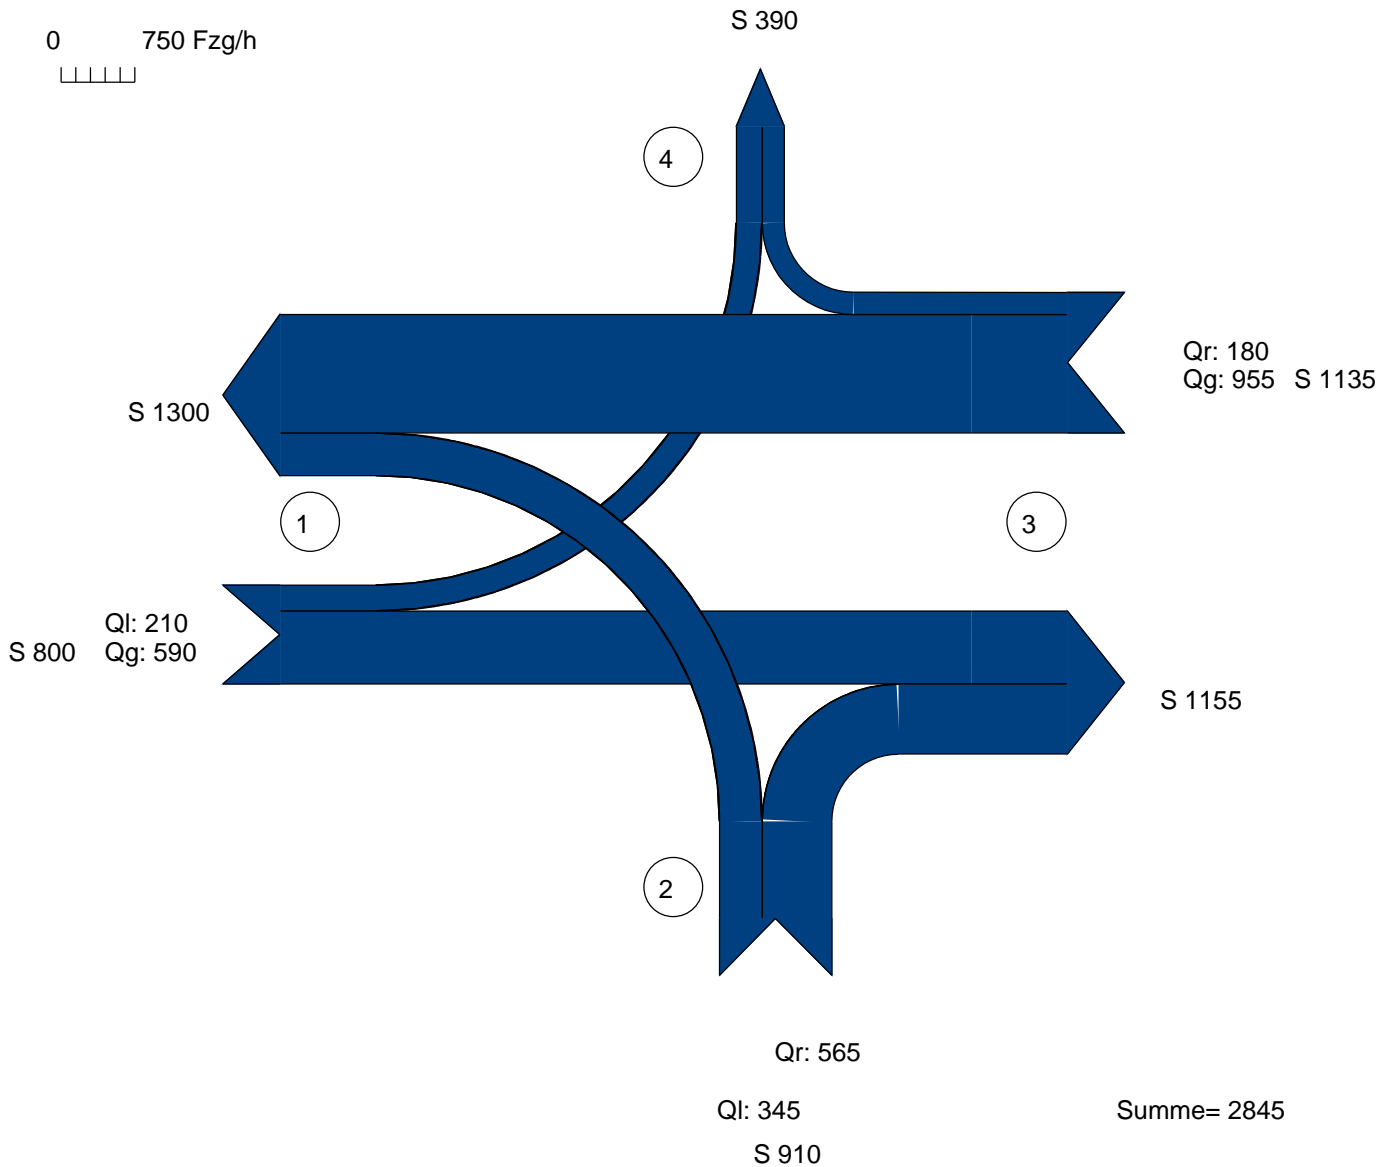 S 390
0 750 Fzg/h
4
Qr: 180
Qg: 955 S 1135
S 1300
1
3
Ql: 210
S 800 Qg: 590
S 1155
2
Qr: 565
Ql: 345
Summe= 2845
S 910